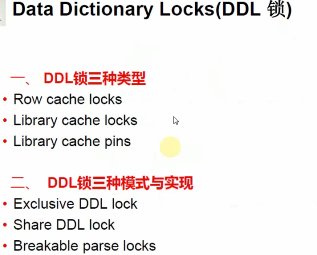 Data Dictionary Locks(DDL 锁)
一、 DDL锁三种类型
• Row cache locks
• Library cache locks
• Library cache pins
二、 DDL锁三种模式与实现
• Exclusive DDL lock
• Share DDL lock
• Breakable parse locks